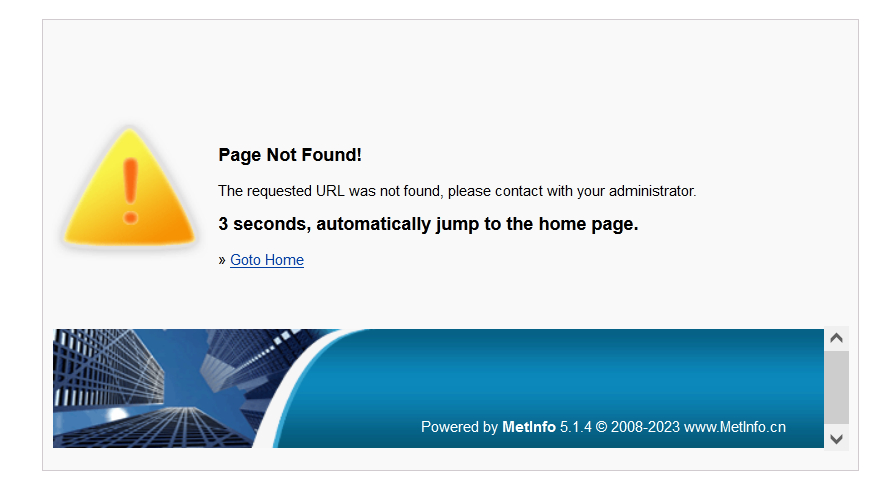 Page Not Found!
The requested URL was not found, please contact with your administrator.
3 seconds, automatically jump to the home page.
» Goto Home
Powered by MetInfo 5.1.4 © 2008-2023 www.MetInfo.cn